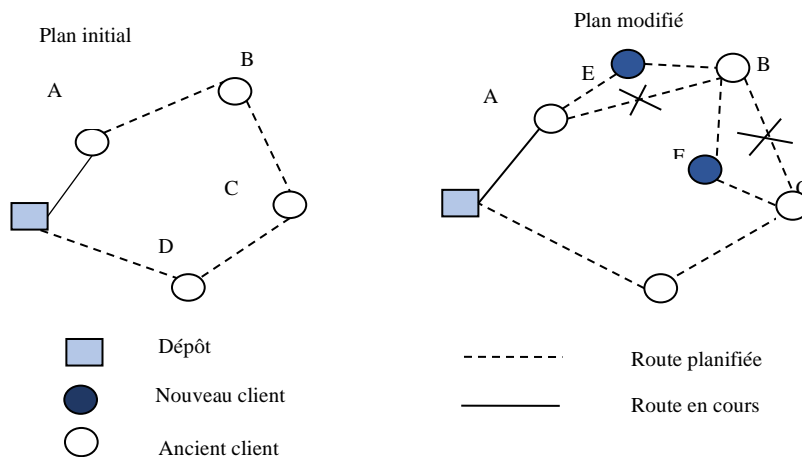 Plan initial
B
A
C
D
Plan modifié
E
B
A
Dépôt
Nouveau client
Ancient client
Route planifiée
Route en cours